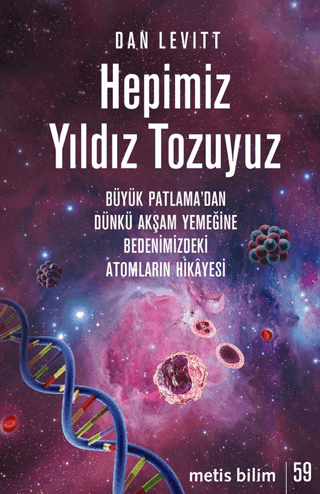 DAN LEVITT
Hepimiz
Yıldız Tozuyuz
BÜYÜK PATLAMA'DAN
DÜNKÜ AKŞAM YEMEĞİNE
BEDENİMİZDEKİ
ATOMLARIN HİKÂYESİ
metis bilim | 59